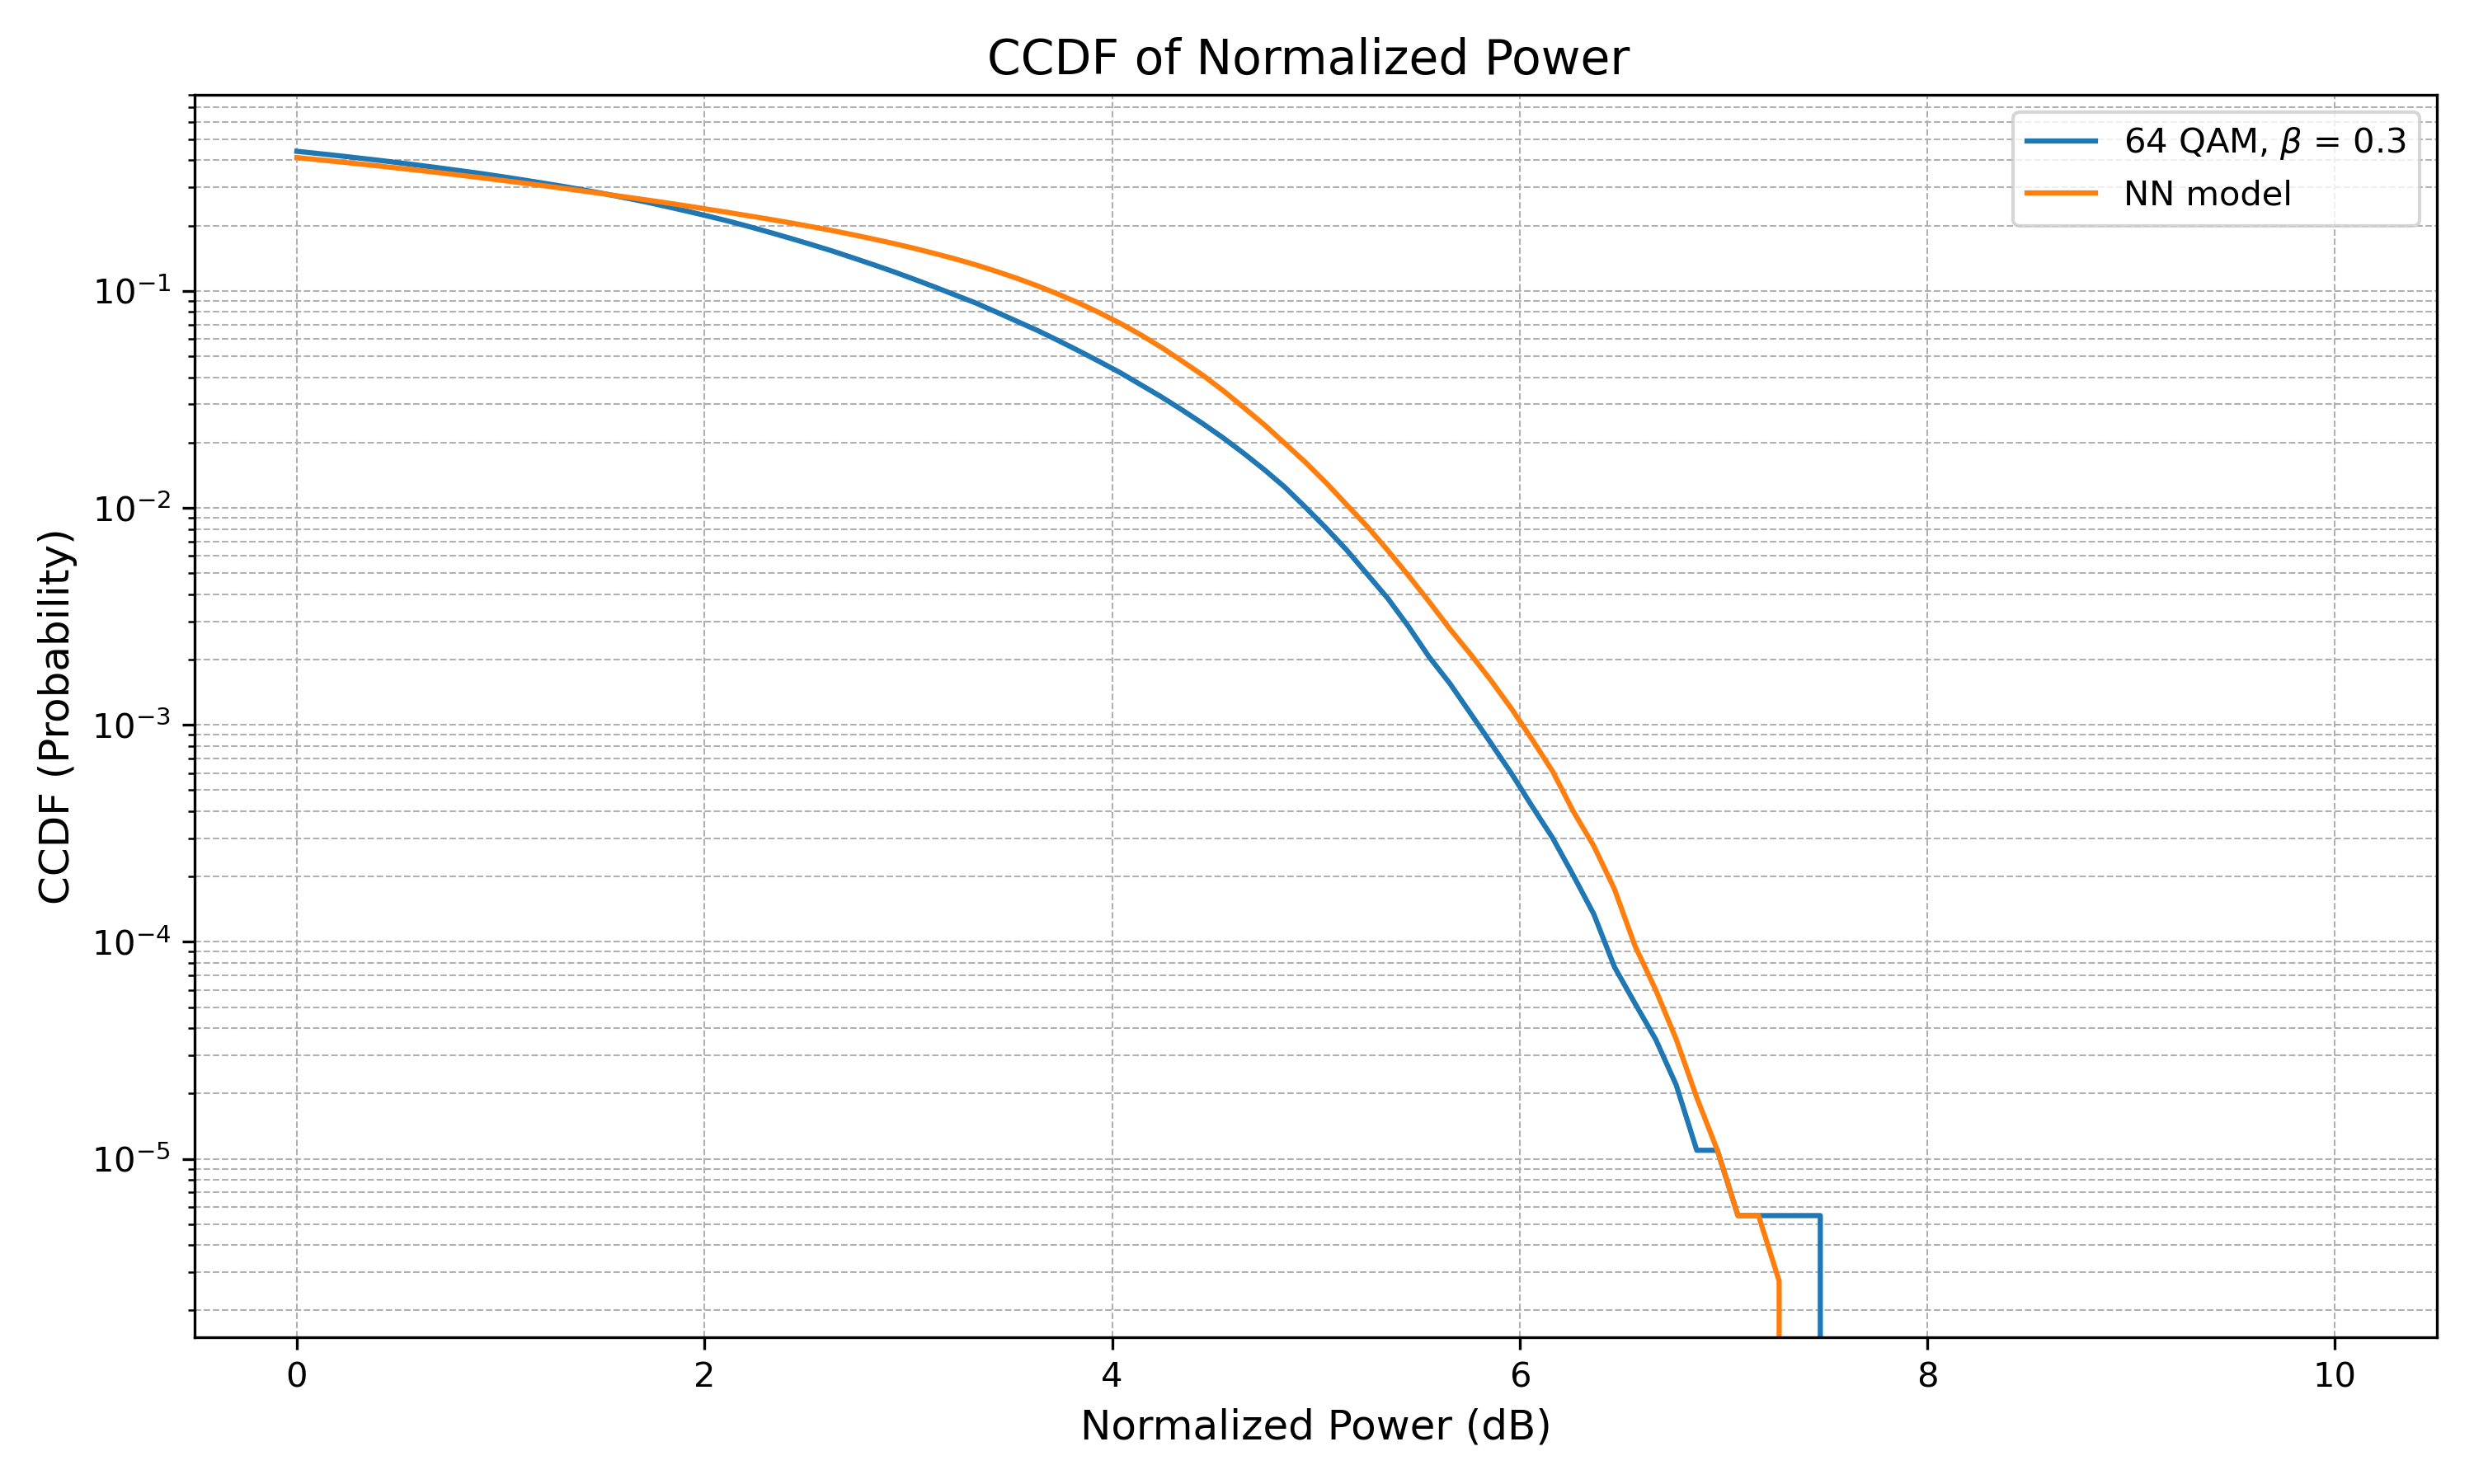 CCDF of Normalized Power
64 QAM, β = 0.3
NN model
CCDF (Probability)
10⁻¹
10⁻²
10⁻³
10⁻⁴
10⁻⁵
0 2 4 6 8 10
Normalized Power (dB)